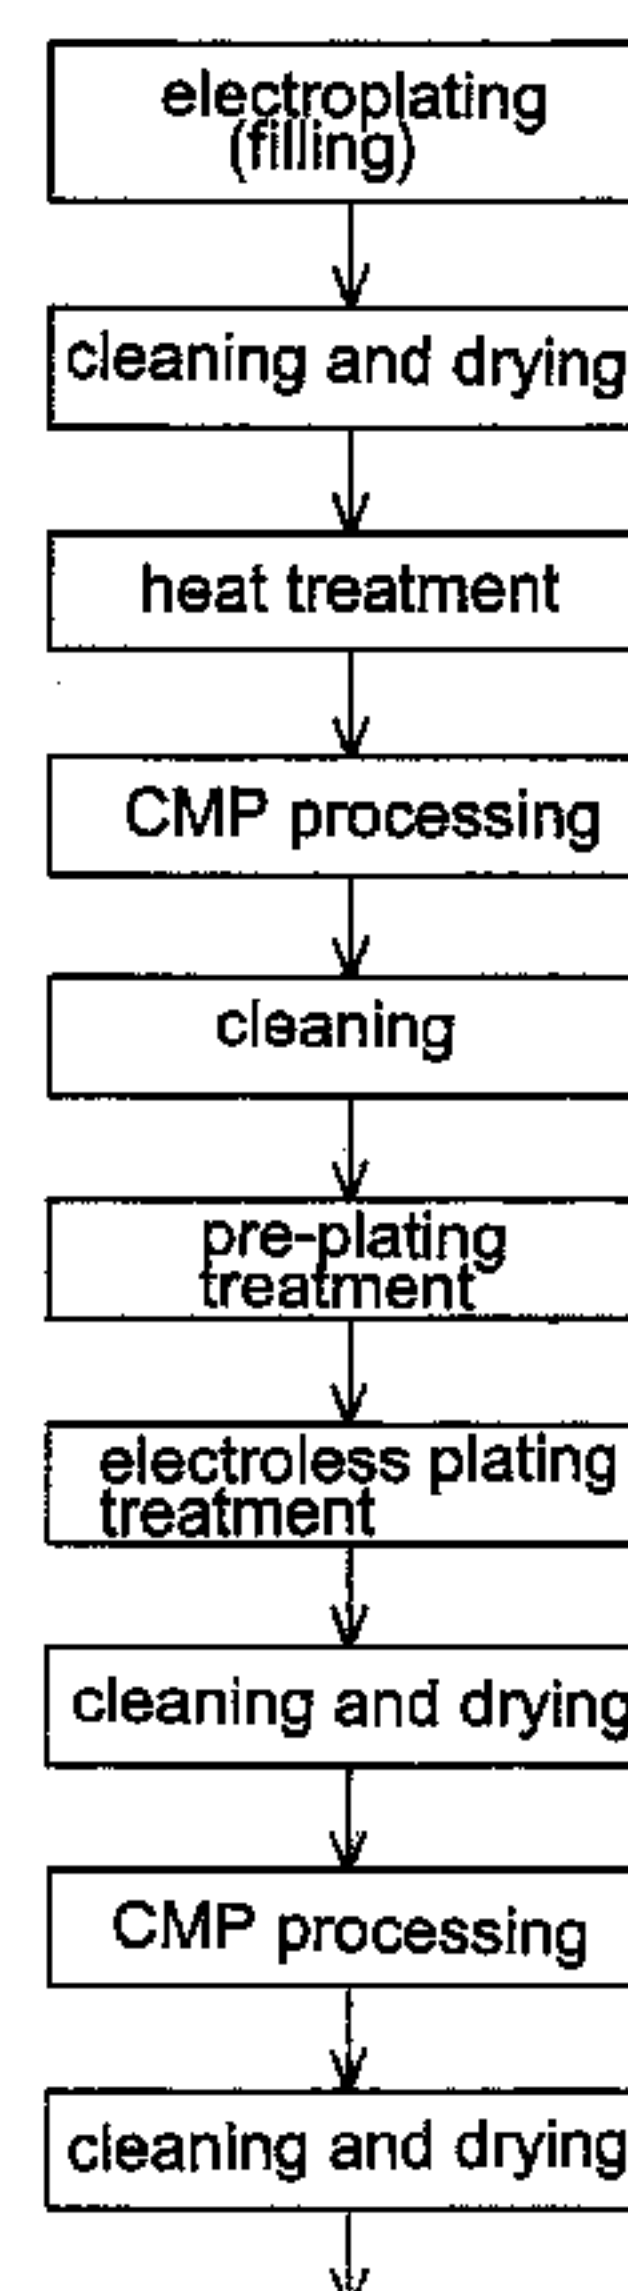 electroplating
(filling)
cleaning and drying
heat treatment
CMP processing
cleaning
pre-plating
treatment
electroless plating
treatment
cleaning and drying
CMP processing
cleaning and drying